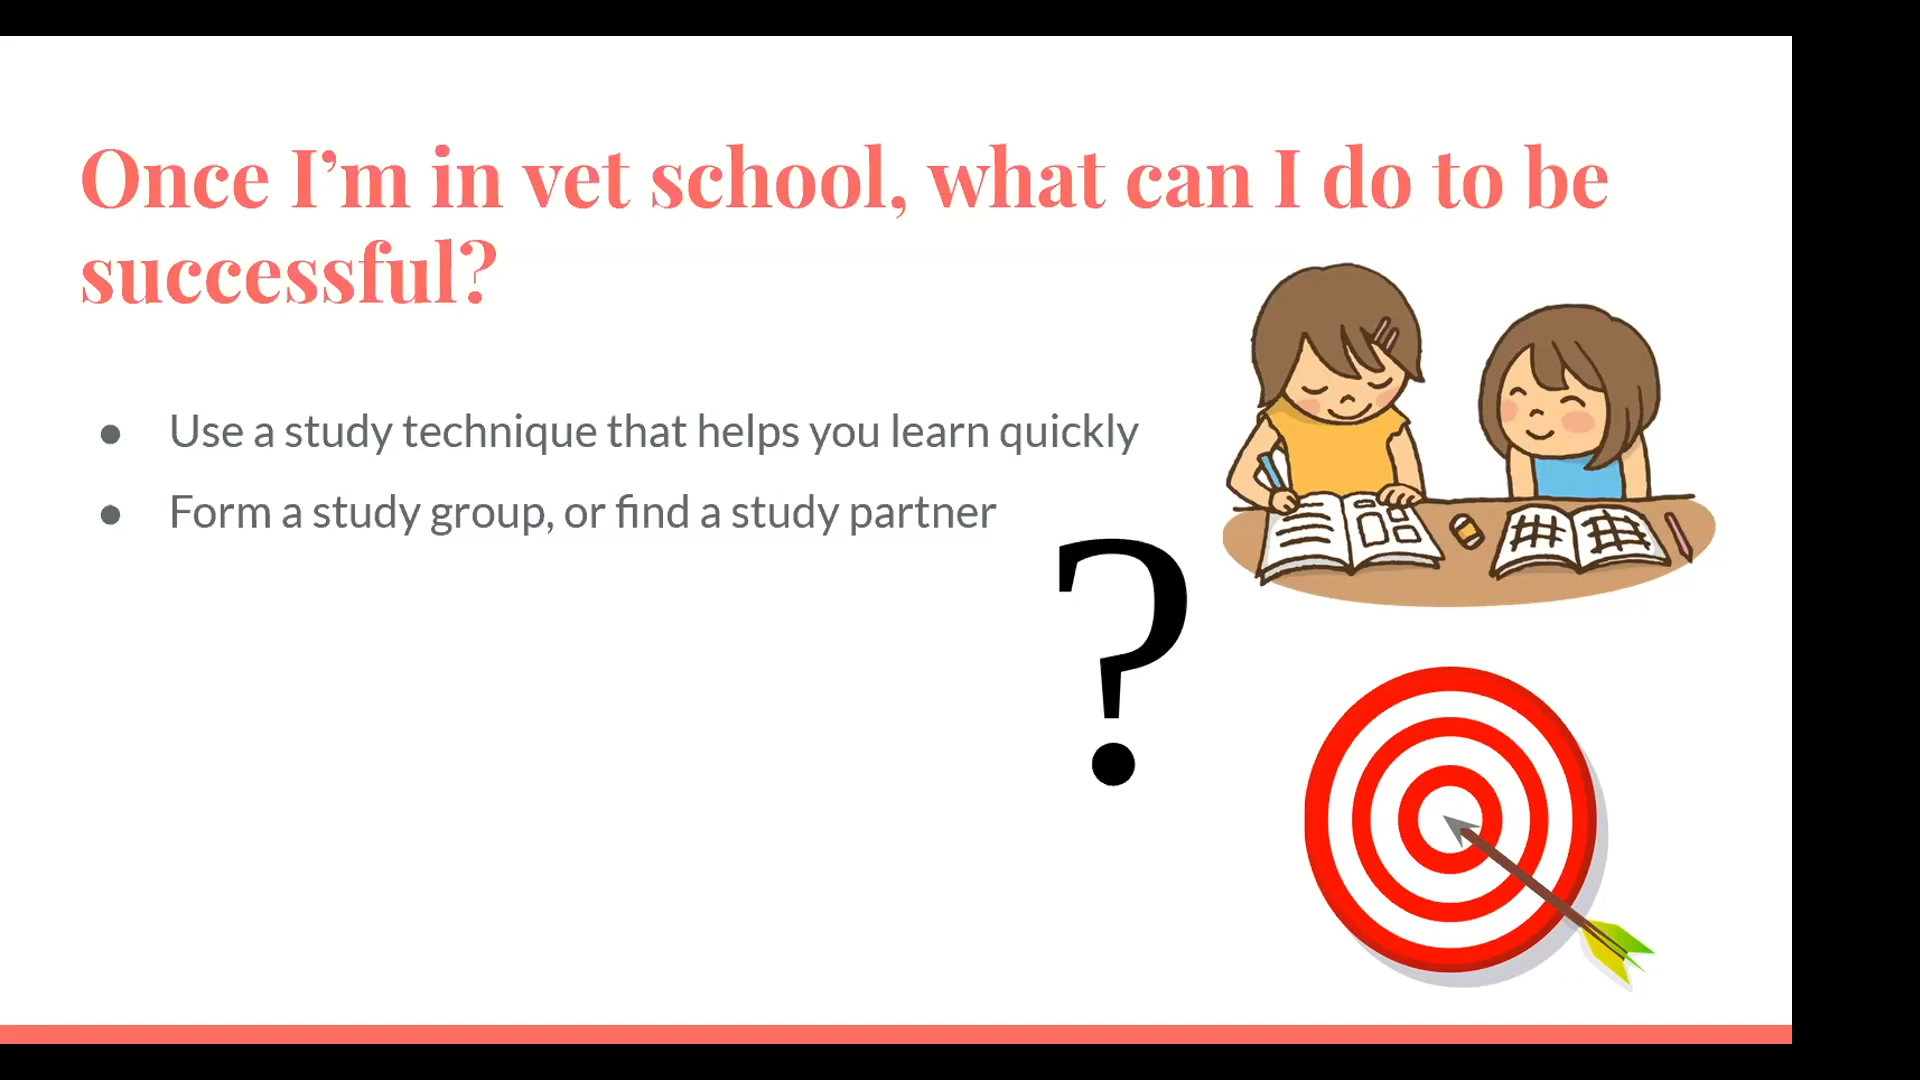 Once I’m in vet school, what can I do to be
successful?
● Use a study technique that helps you learn quickly
● Form a study group, or find a study partner
?